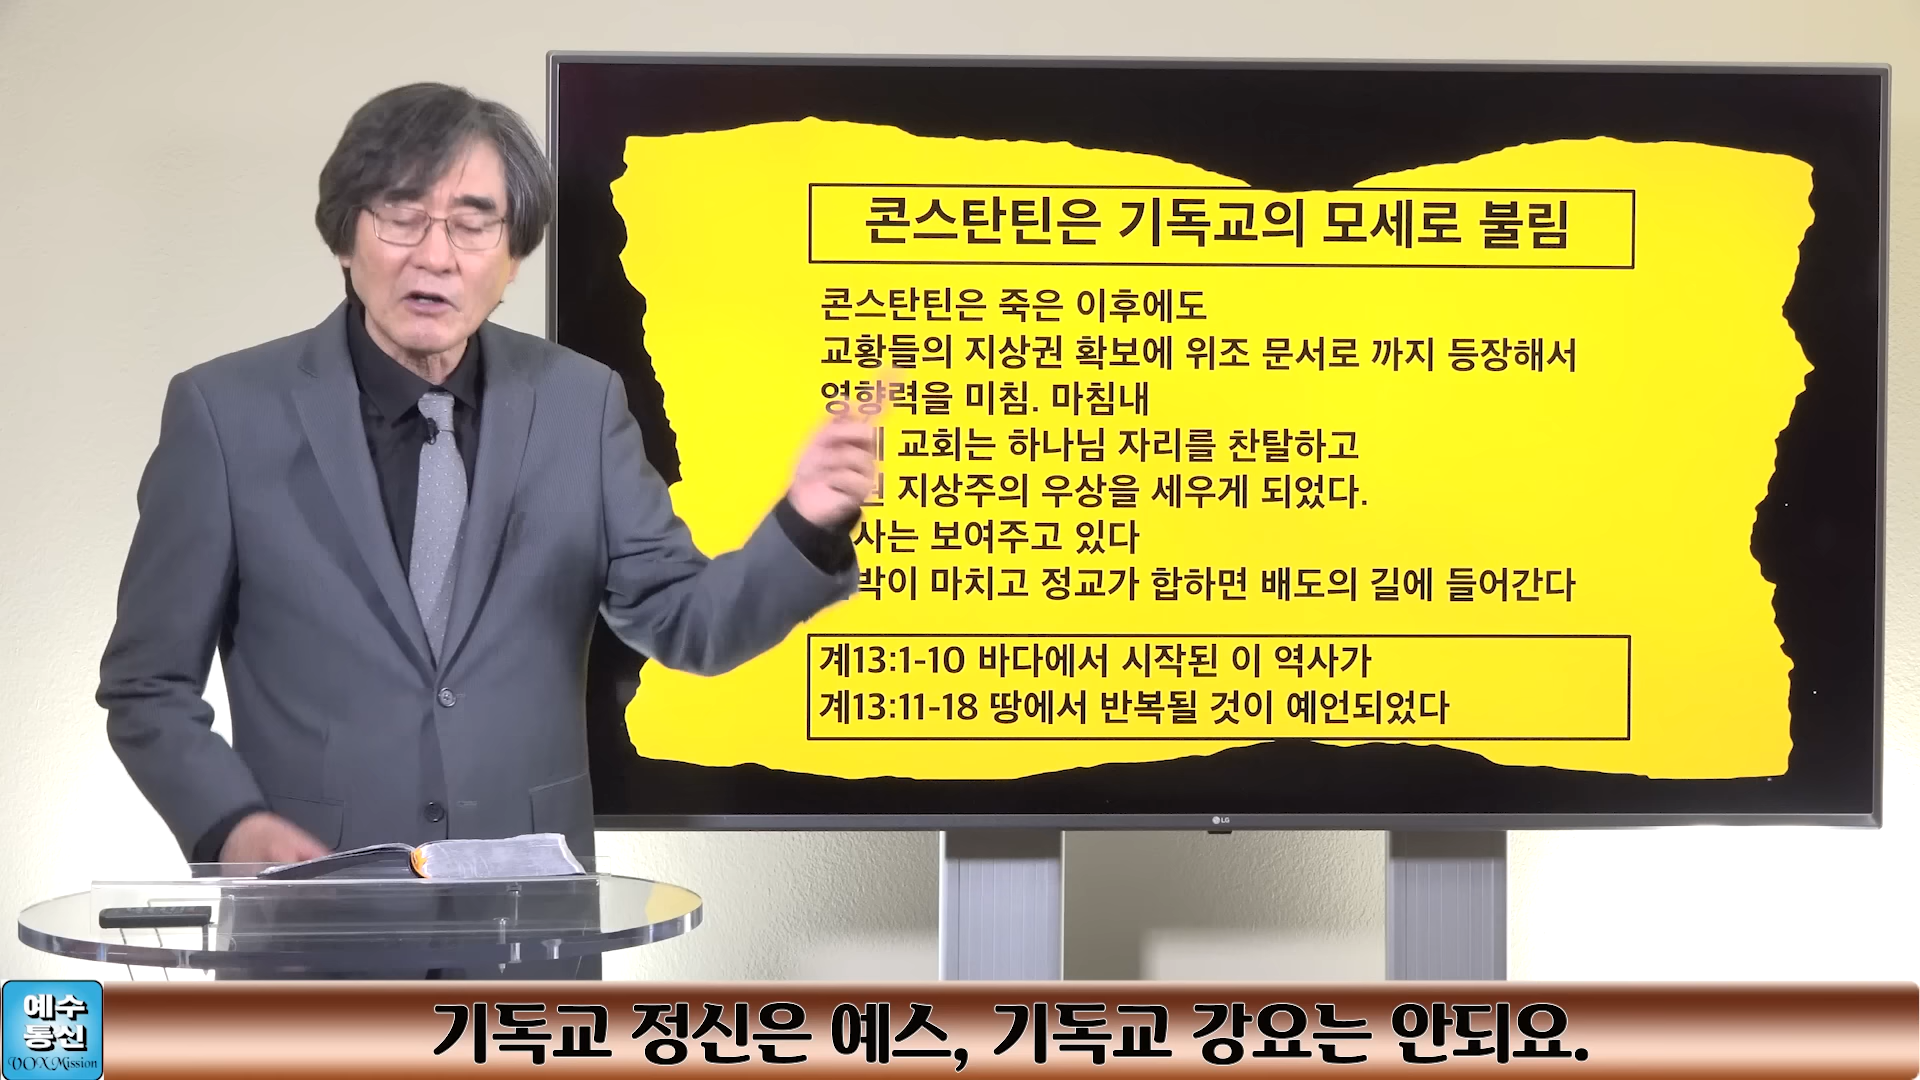 콘스탄틴은 기독교의 모세로 불림
콘스탄틴은 죽은 이후에도
교황들의 지상권 확보에 위조 문서로 까지 등장해서
영향력을 미침. 마침내
교회는 하나님 자리를 찬탈하고
지상주의 우상을 세우게 되었다.
보여주고 있다
마치고 정교가 합하면 배도의 길에 들어간다
계13:1-10 바다에서 시작된 이 역사가
계13:11-18 땅에서 반복될 것이 예언되었다
LG
예수
통신
VOX Mission
기독교 정신은 예스, 기독교 강요는 안되요.